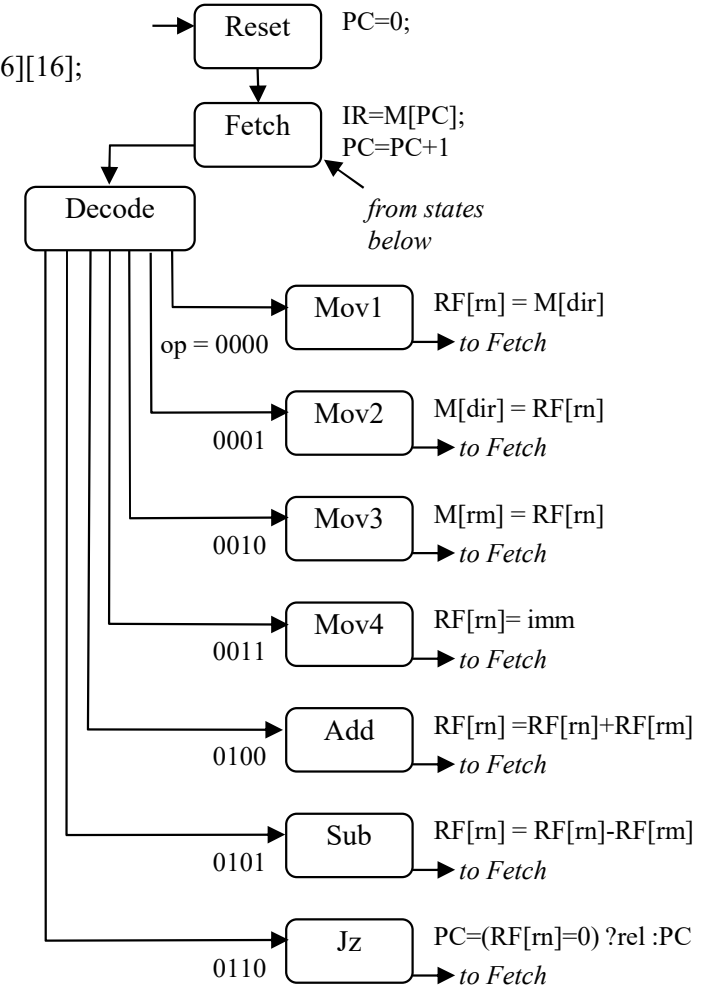 Reset
PC=0;
6][16];
Fetch
IR=M[PC];
PC=PC+1
from states
below
Decode
Mov1
RF[rn] = M[dir]
op = 0000
to Fetch
Mov2
M[dir] = RF[rn]
0001
to Fetch
Mov3
M[rm] = RF[rn]
0010
to Fetch
Mov4
RF[rn]= imm
0011
to Fetch
Add
RF[rn] =RF[rn]+RF[rm]
0100
to Fetch
Sub
RF[rn] = RF[rn]-RF[rm]
0101
to Fetch
Jz
PC=(RF[rn]=0) ?rel :PC
0110
to Fetch